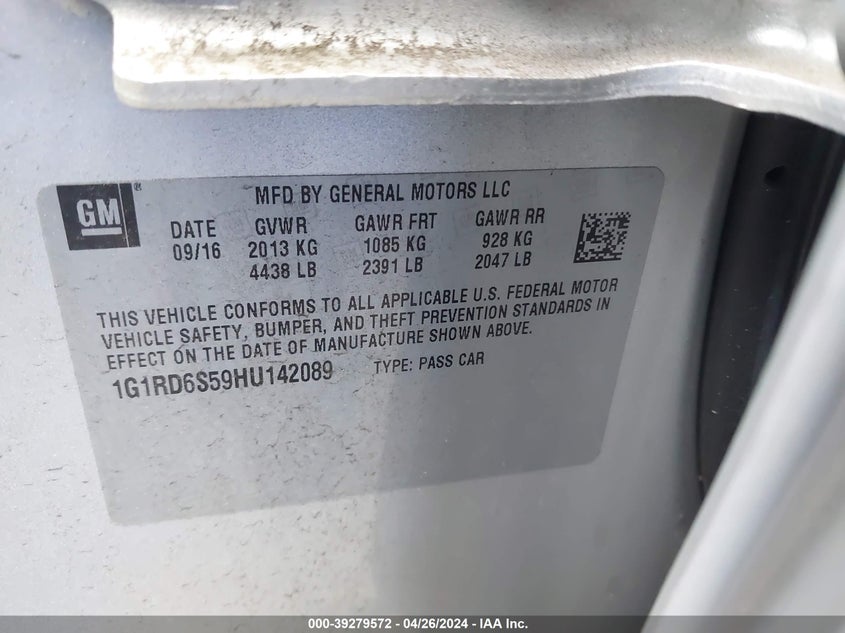 GM®
MFD BY GENERAL MOTORS LLC
DATE GVWR GAWR FRT GAWR RR
09/16 2013 KG 1085 KG 928 KG
4438 LB 2391 LB 2047 LB
THIS VEHICLE CONFORMS TO ALL APPLICABLE U.S. FEDERAL MOTOR
VEHICLE SAFETY, BUMPER, AND THEFT PREVENTION STANDARDS IN
EFFECT ON THE DATE OF MANUFACTURE SHOWN ABOVE.
1G1RD6S59HU142089 TYPE: PASS CAR
000-39279572 - 04/26/2024 - IAA Inc.